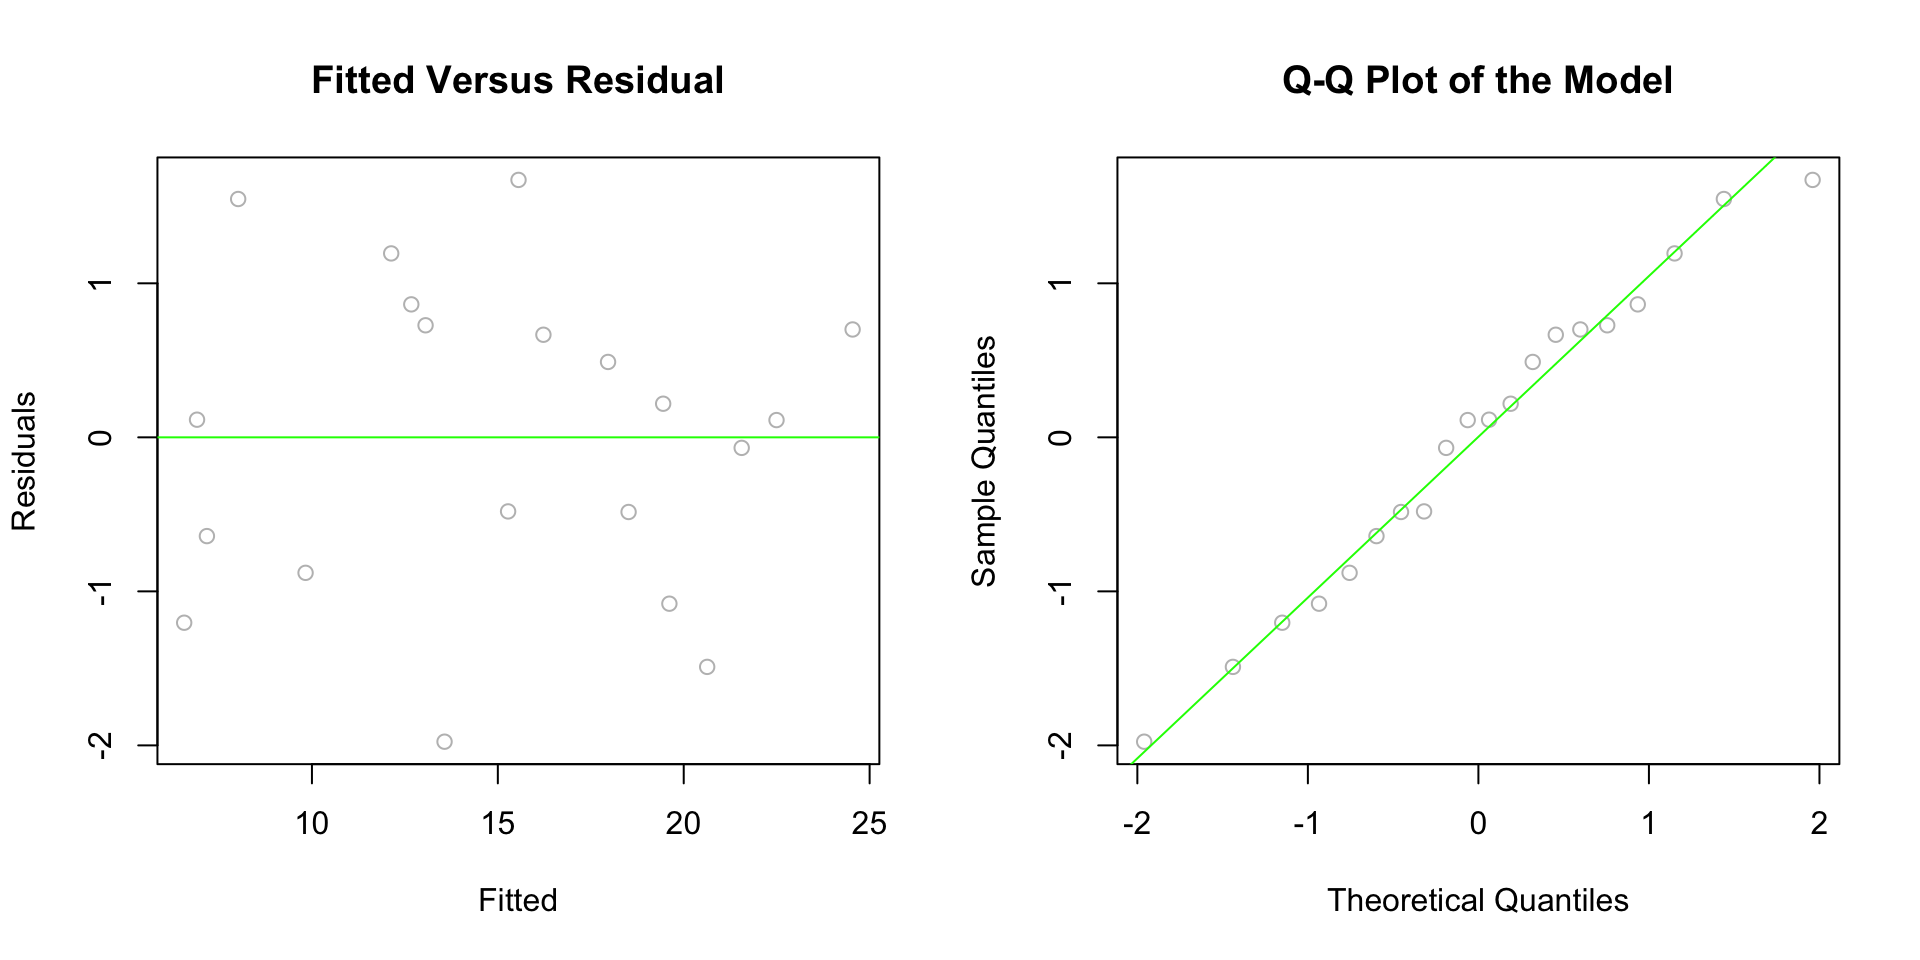 Fitted Versus Residual
Residuals
1
0
-1
-2
10 15 20 25
Fitted
Q-Q Plot of the Model
Sample Quantiles
1
0
-1
-2
-2 -1 0 1 2
Theoretical Quantiles